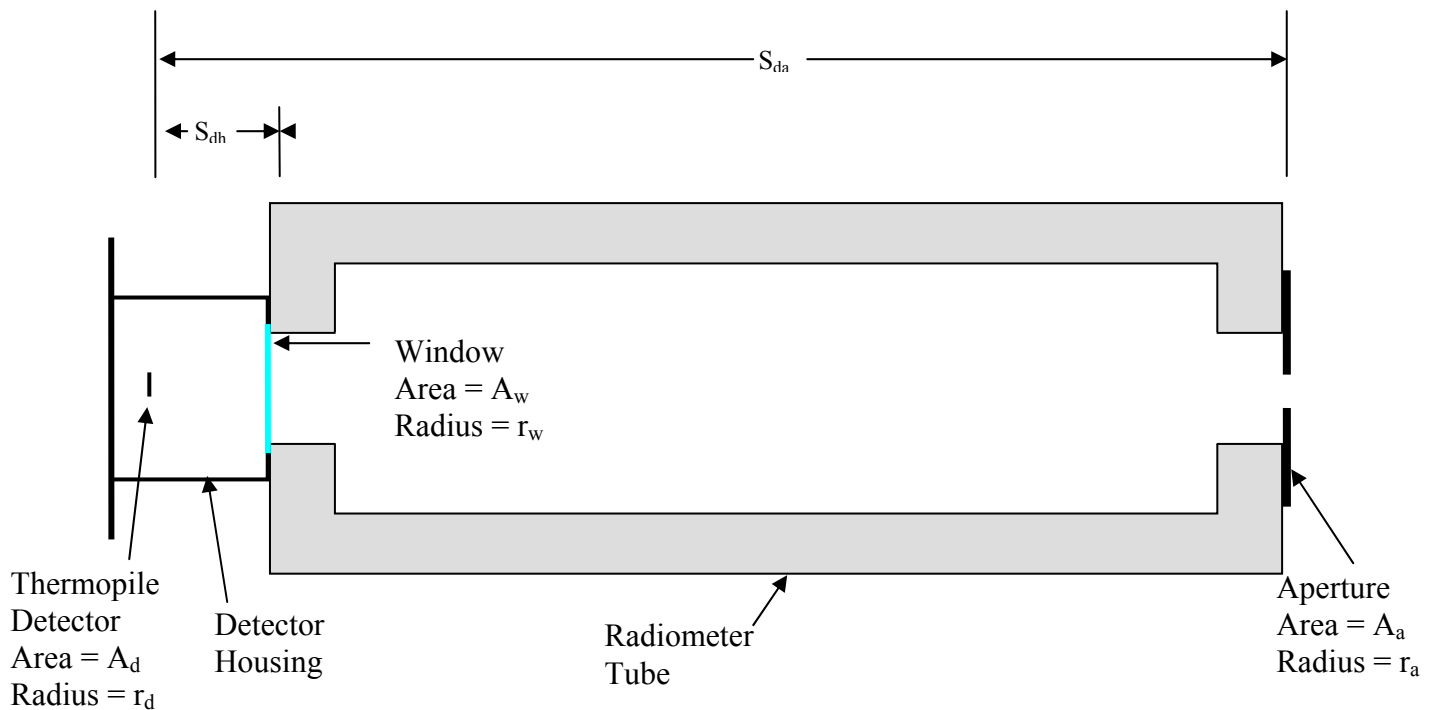 S_da
S_dh
Window
Area = A_w
Radius = r_w
Thermopile
Detector
Area = A_d
Radius = r_d
Detector
Housing
Radiometer
Tube
Aperture
Area = A_a
Radius = r_a